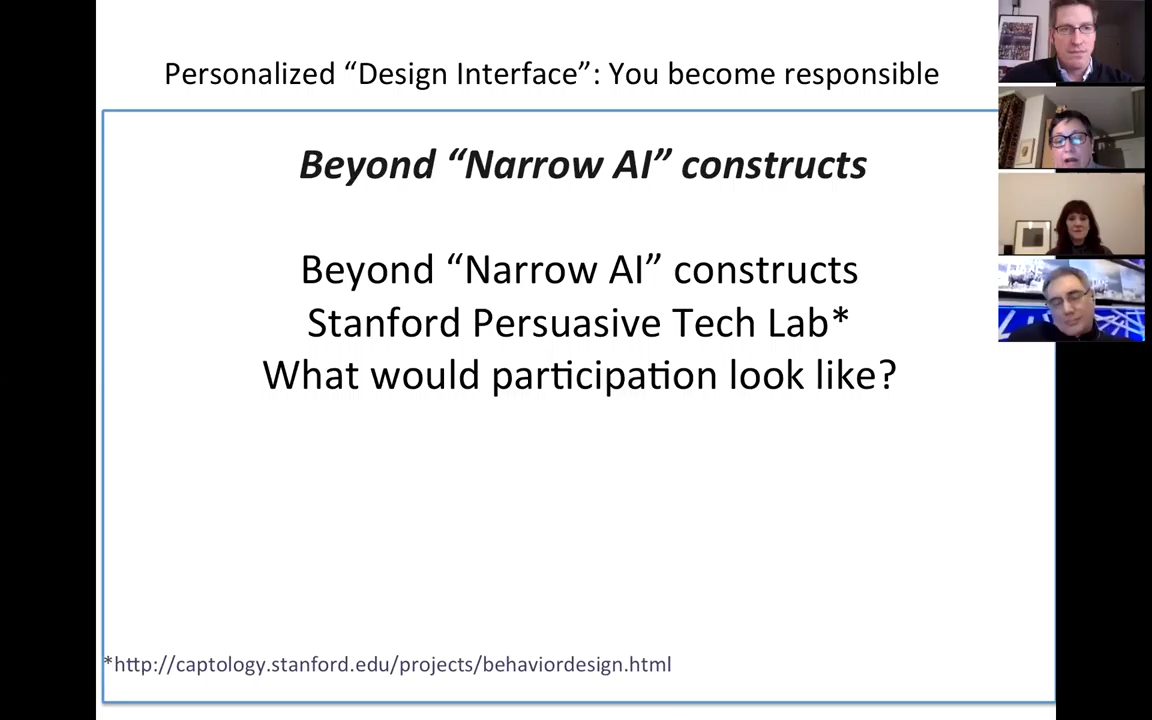 Personalized “Design Interface”: You become responsible
Beyond “Narrow AI” constructs
Beyond “Narrow AI” constructs
Stanford Persuasive Tech Lab*
What would participation look like?
*http://captology.stanford.edu/projects/behaviordesign.html